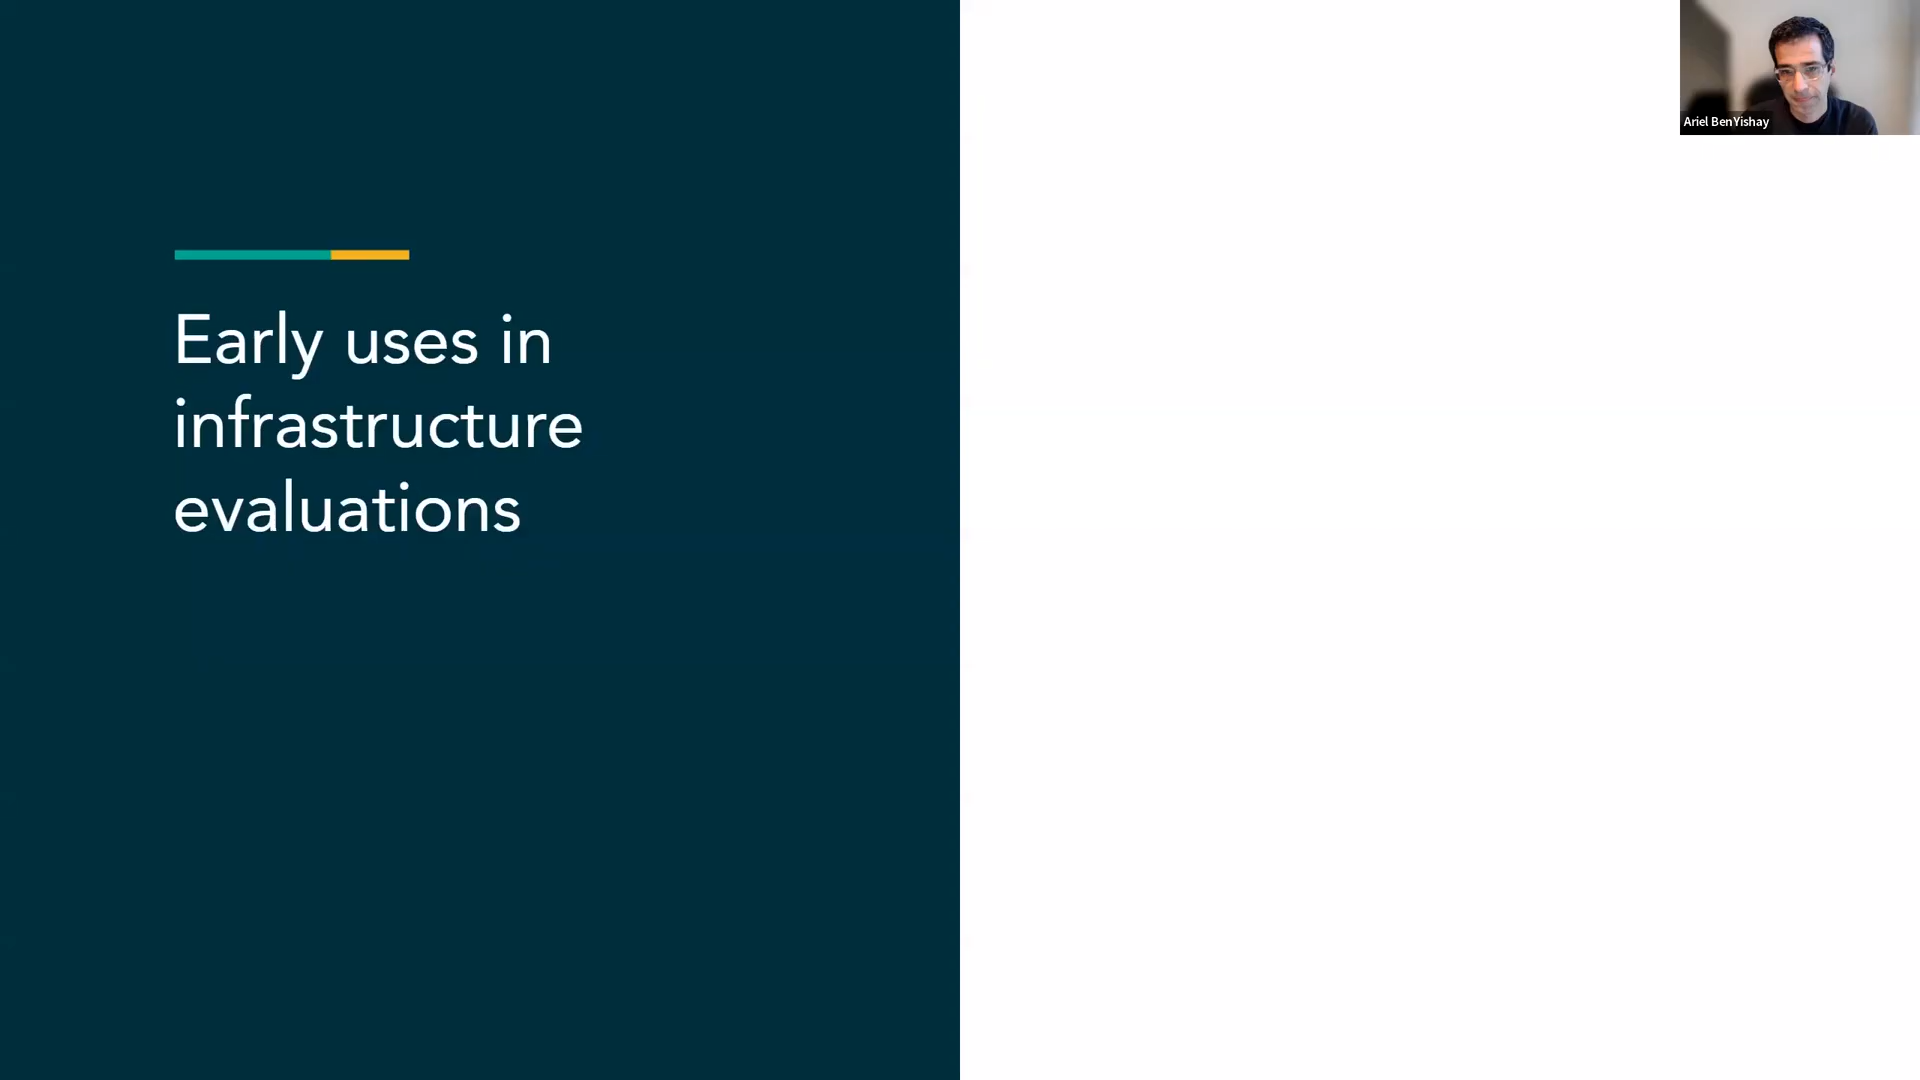 Early uses in
infrastructure
evaluations
Ariel BenYishay